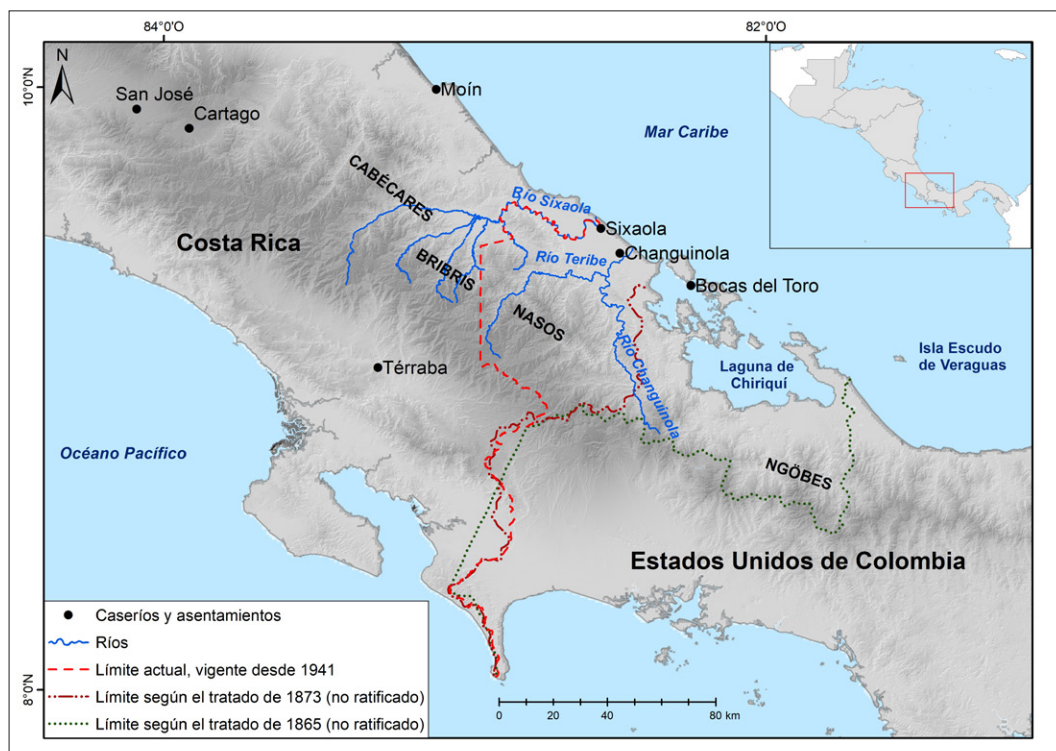 84°0'O
82°0'O
N
10°N
8°N
San José
Cartago
Moín
Mar Caribe
CABÉCARES
Río Sixaola
Sixaola
Costa Rica
BRIBRÍS
Río Teribe
Changuinola
Bocas del Toro
NASOS
Isla Escudo
de Veraguas
Laguna de
Chiriquí
Térraba
Río Changuinola
Océano Pacífico
NGÖBES
Estados Unidos de Colombia
Caseríos y asentamientos
Ríos
Límite actual, vigente desde 1941
Límite según el tratado de 1873 (no ratificado)
Límite según el tratado de 1865 (no ratificado)
0 20 40 60 80 km